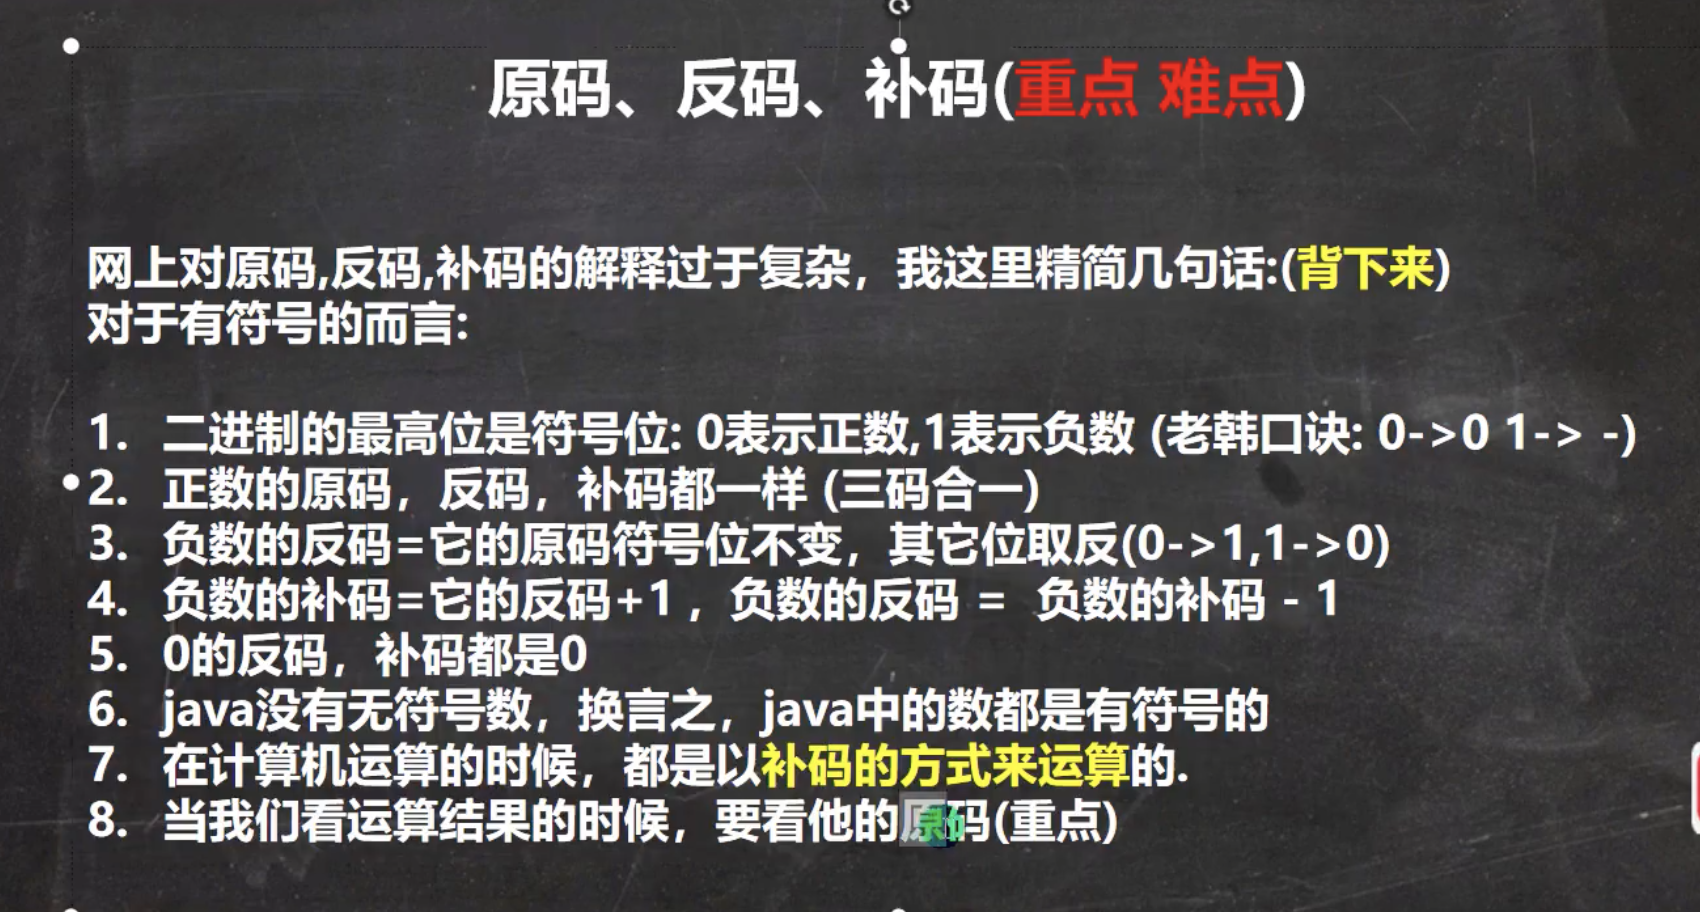 原码、反码、补码(重点 难点)
网上对原码,反码,补码的解释过于复杂，我这里精简几句话:(背下来)
对于有符号的而言:
1. 二进制的最高位是符号位: 0表示正数,1表示负数 (老韩口诀: 0->0 1-> -)
2. 正数的原码，反码，补码都一样 (三码合一)
3. 负数的反码=它的原码符号位不变，其它位取反(0->1,1->0)
4. 负数的补码=它的反码+1 ，负数的反码 = 负数的补码 - 1
5. 0的反码，补码都是0
6. java没有无符号数，换言之，java中的数都是有符号的
7. 在计算机运算的时候，都是以补码的方式来运算的.
8. 当我们看运算结果的时候，要看他的原码(重点)